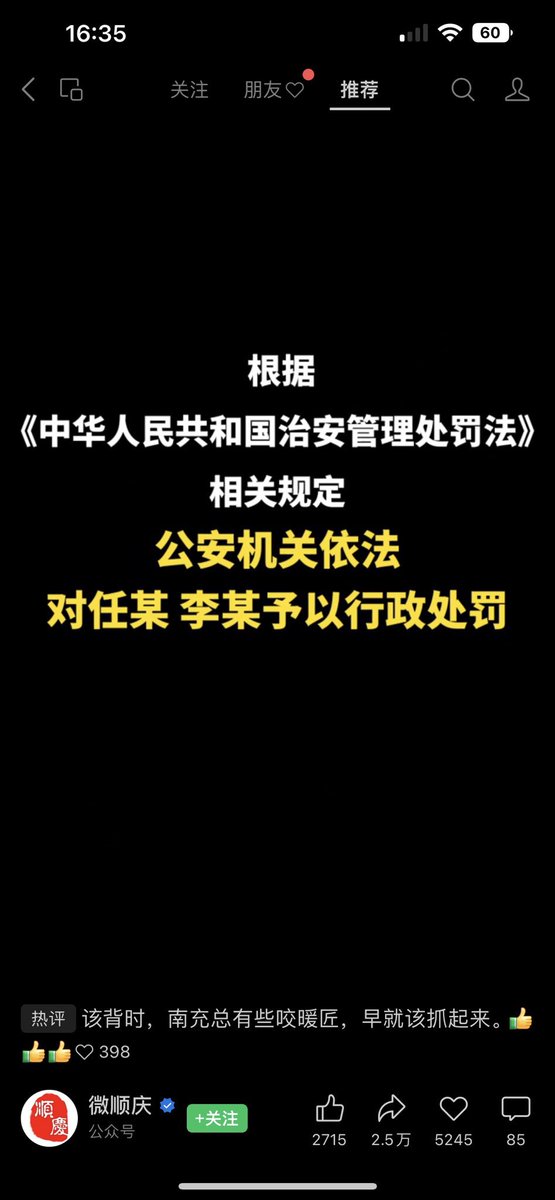 16:35
60
关注 朋友 推荐
根据
《中华人民共和国治安管理处罚法》
相关规定
公安机关依法
对任某 李某予以行政处罚
热评 该背时，南充总有些咬暖匠，早就该抓起来。
398
順慶
微顺庆
公众号
+关注
2715 2.5万 5245 85